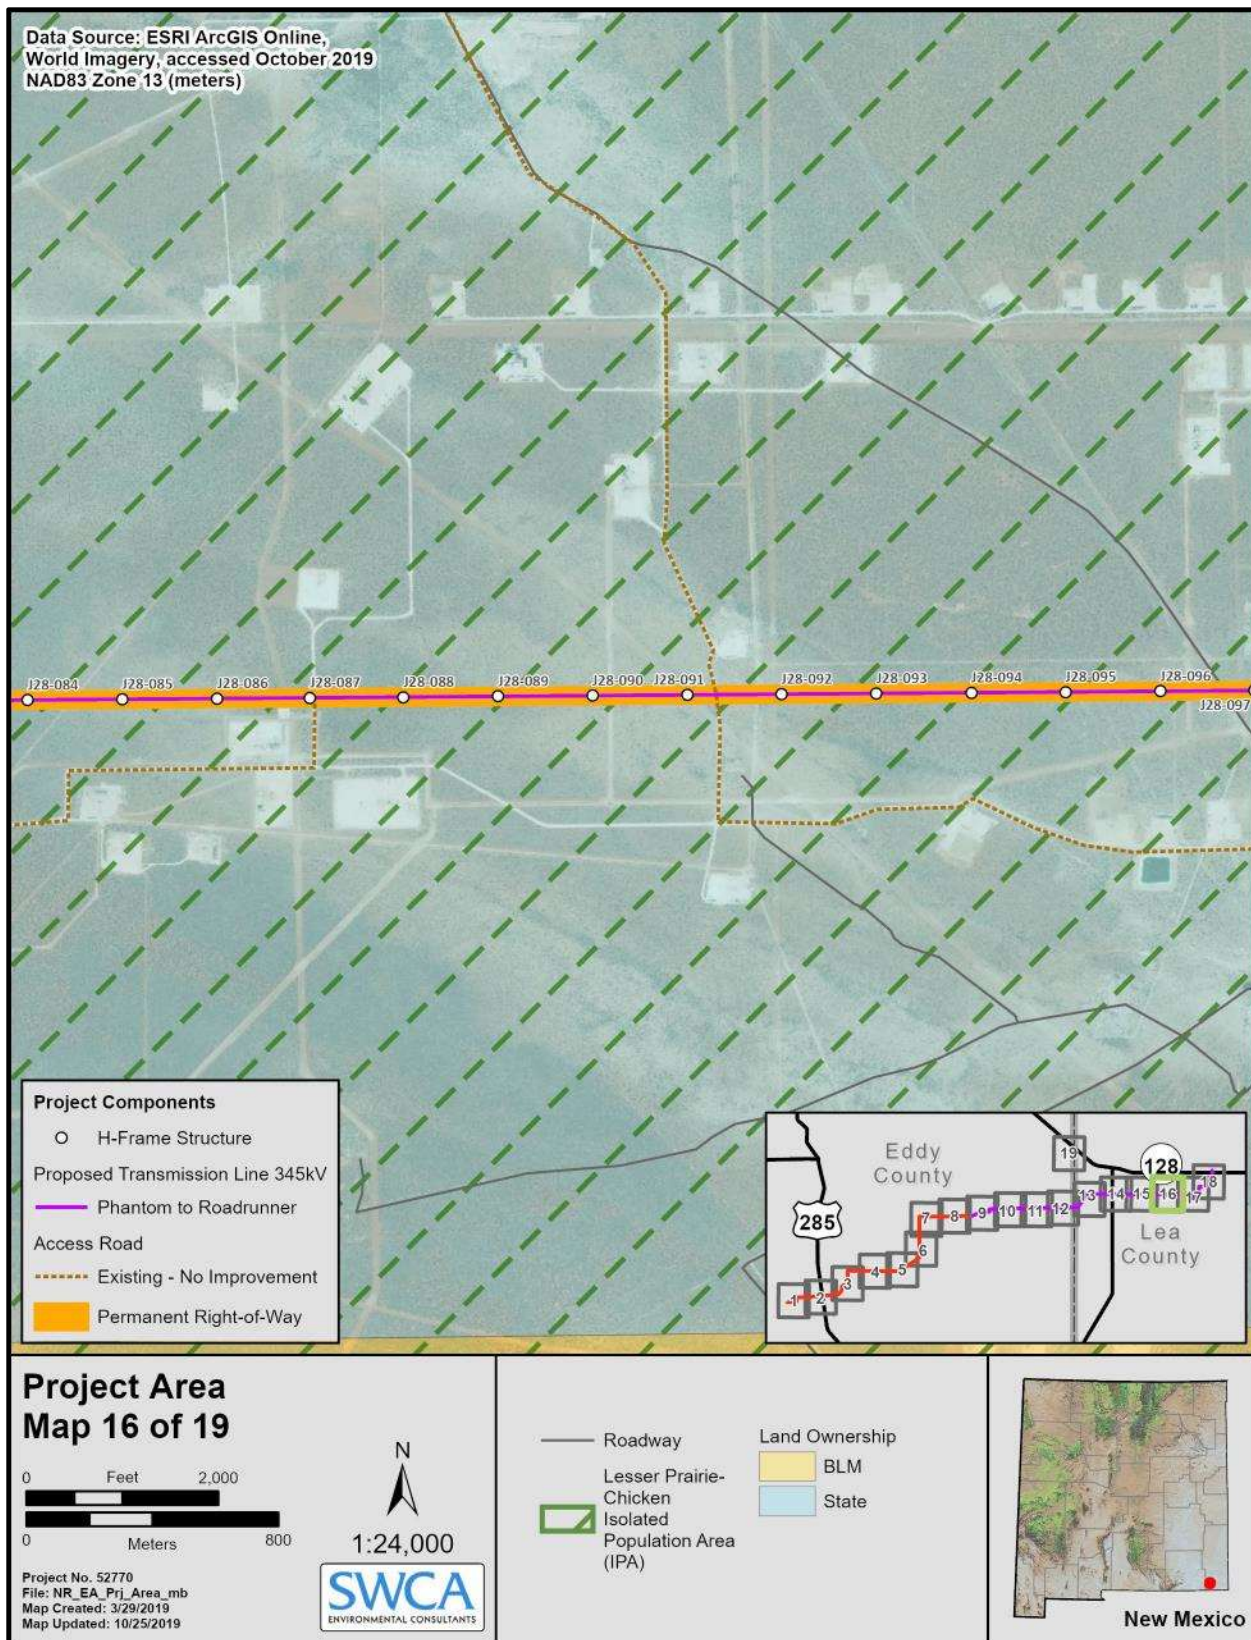 Data Source: ESRI ArcGIS Online,
World Imagery, accessed October 2019
NAD83 Zone 13 (meters)
J28-084
J28-085
J28-086
J28-087
J28-088
J28-089
J28-090
J28-091
J28-092
J28-093
J28-094
J28-095
J28-096
J28-097
Project Components
H-Frame Structure
Proposed Transmission Line 345kV
Phantom to Roadrunner
Access Road
Existing - No Improvement
Permanent Right-of-Way
Eddy
County
285
128
Lea
County
1
2
3
4
5
6
7
8
9
10
11
12
13
14
15
16
17
18
19
Project Area
Map 16 of 19
0 Feet 2,000
0 Meters 800
Project No. 52770
File: NR_EA_Prj_Area_mb
Map Created: 3/29/2019
Map Updated: 10/25/2019
N
1:24,000
SWCA
ENVIRONMENTAL CONSULTANTS
Roadway
Lesser Prairie-
Chicken
Isolated
Population Area
(IPA)
Land Ownership
BLM
State
New Mexico